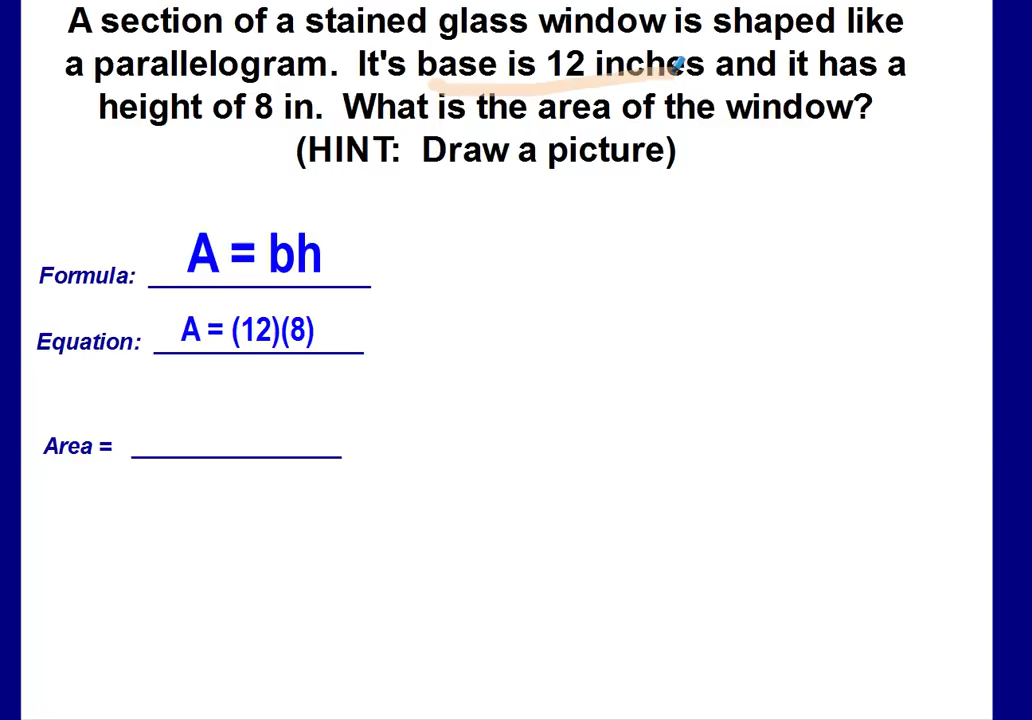 A section of a stained glass window is shaped like
a parallelogram. It's base is 12 inches and it has a
height of 8 in. What is the area of the window?
(HINT: Draw a picture)
Formula: A = bh
Equation: A = (12)(8)
Area =